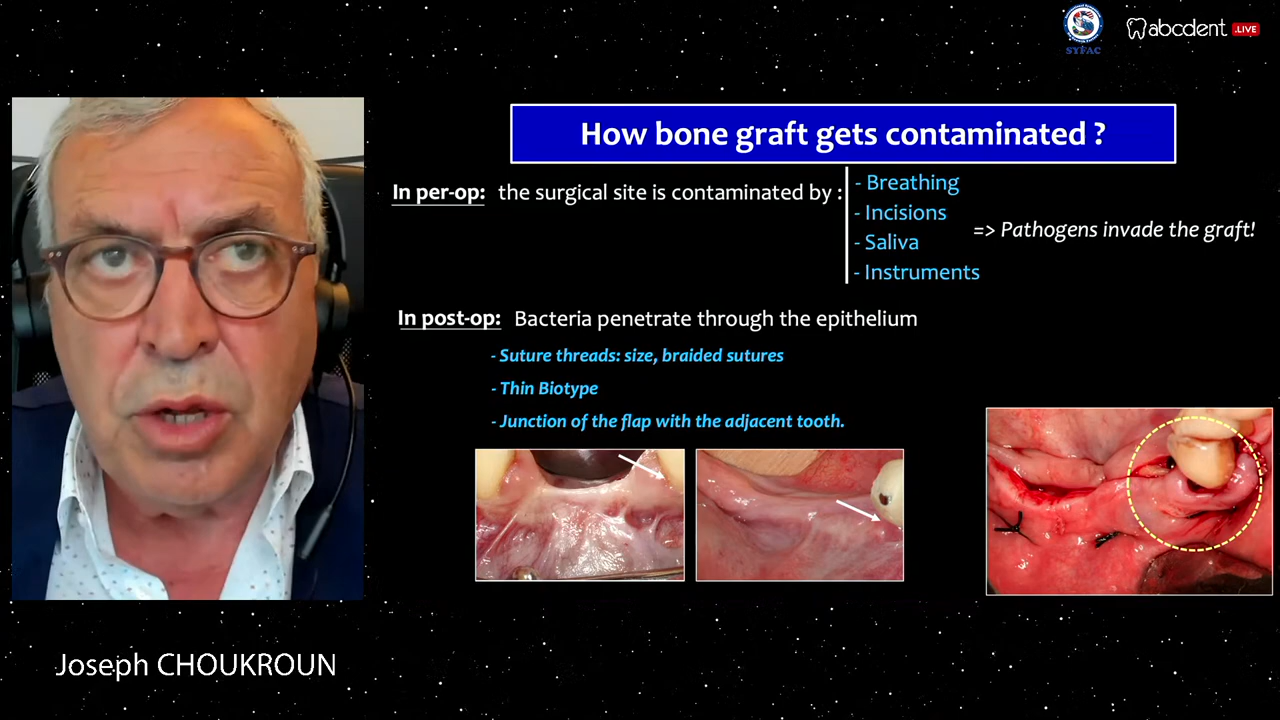 SYFAC
abcdent .LIVE
How bone graft gets contaminated ?
In per-op: the surgical site is contaminated by :
- Breathing
- Incisions
- Saliva
- Instruments
=> Pathogens invade the graft!
In post-op: Bacteria penetrate through the epithelium
- Suture threads: size, braided sutures
- Thin Biotype
- Junction of the flap with the adjacent tooth.
Joseph CHOUKROUN